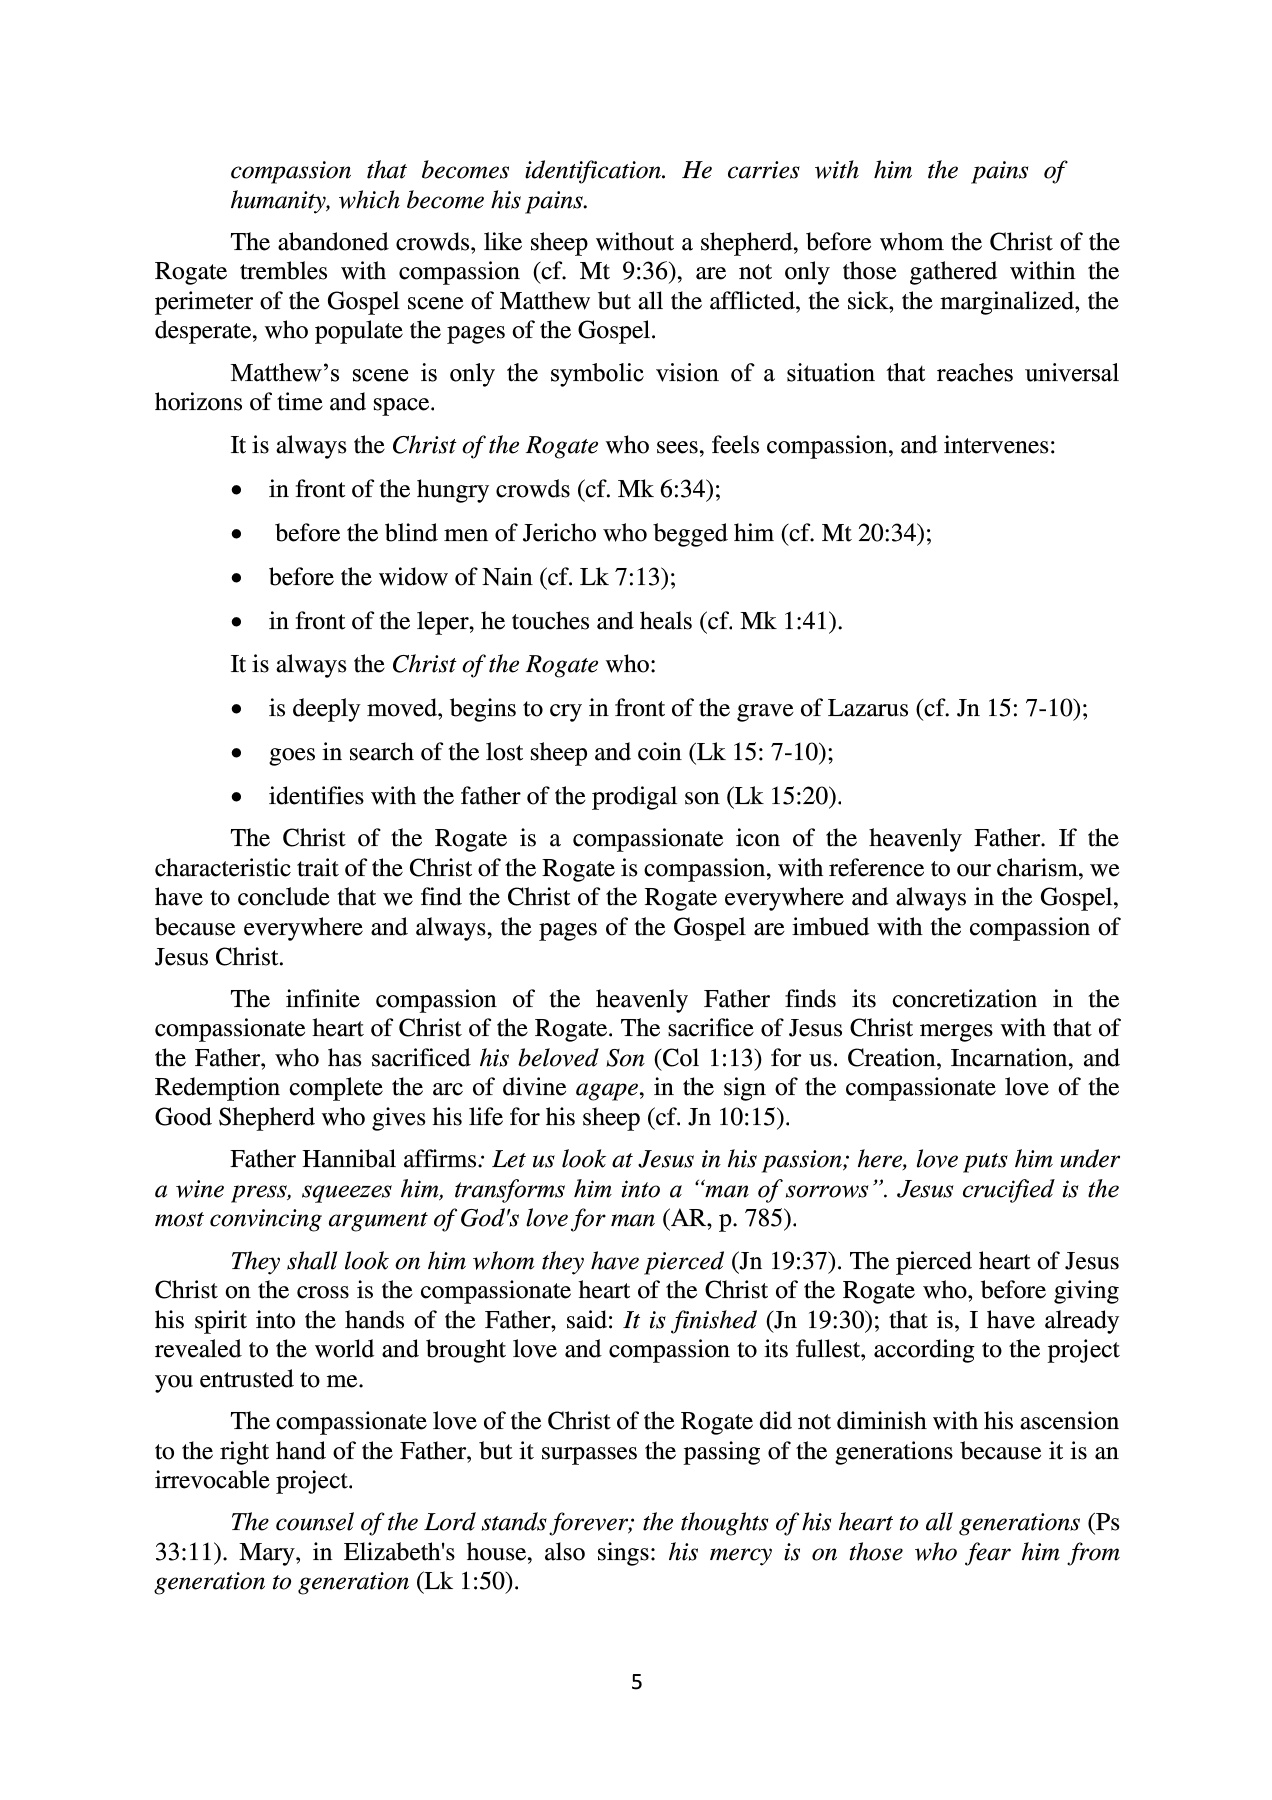 compassion that becomes identification. He carries with him the pains of
humanity, which become his pains.
The abandoned crowds, like sheep without a shepherd, before whom the Christ of the
Rogate trembles with compassion (cf. Mt 9:36), are not only those gathered within the
perimeter of the Gospel scene of Matthew but all the afflicted, the sick, the marginalized, the
desperate, who populate the pages of the Gospel.
Matthew’s scene is only the symbolic vision of a situation that reaches universal
horizons of time and space.
It is always the Christ of the Rogate who sees, feels compassion, and intervenes:
• in front of the hungry crowds (cf. Mk 6:34);
• before the blind men of Jericho who begged him (cf. Mt 20:34);
• before the widow of Nain (cf. Lk 7:13);
• in front of the leper, he touches and heals (cf. Mk 1:41).
It is always the Christ of the Rogate who:
• is deeply moved, begins to cry in front of the grave of Lazarus (cf. Jn 15: 7-10);
• goes in search of the lost sheep and coin (Lk 15: 7-10);
• identifies with the father of the prodigal son (Lk 15:20).
The Christ of the Rogate is a compassionate icon of the heavenly Father. If the
characteristic trait of the Christ of the Rogate is compassion, with reference to our charism, we
have to conclude that we find the Christ of the Rogate everywhere and always in the Gospel,
because everywhere and always, the pages of the Gospel are imbued with the compassion of
Jesus Christ.
The infinite compassion of the heavenly Father finds its concretization in the
compassionate heart of Christ of the Rogate. The sacrifice of Jesus Christ merges with that of
the Father, who has sacrificed his beloved Son (Col 1:13) for us. Creation, Incarnation, and
Redemption complete the arc of divine agape, in the sign of the compassionate love of the
Good Shepherd who gives his life for his sheep (cf. Jn 10:15).
Father Hannibal affirms: Let us look at Jesus in his passion; here, love puts him under
a wine press, squeezes him, transforms him into a “man of sorrows”. Jesus crucified is the
most convincing argument of God's love for man (AR, p. 785).
They shall look on him whom they have pierced (Jn 19:37). The pierced heart of Jesus
Christ on the cross is the compassionate heart of the Christ of the Rogate who, before giving
his spirit into the hands of the Father, said: It is finished (Jn 19:30); that is, I have already
revealed to the world and brought love and compassion to its fullest, according to the project
you entrusted to me.
The compassionate love of the Christ of the Rogate did not diminish with his ascension
to the right hand of the Father, but it surpasses the passing of the generations because it is an
irrevocable project.
The counsel of the Lord stands forever; the thoughts of his heart to all generations (Ps
33:11). Mary, in Elizabeth's house, also sings: his mercy is on those who fear him from
generation to generation (Lk 1:50).
5